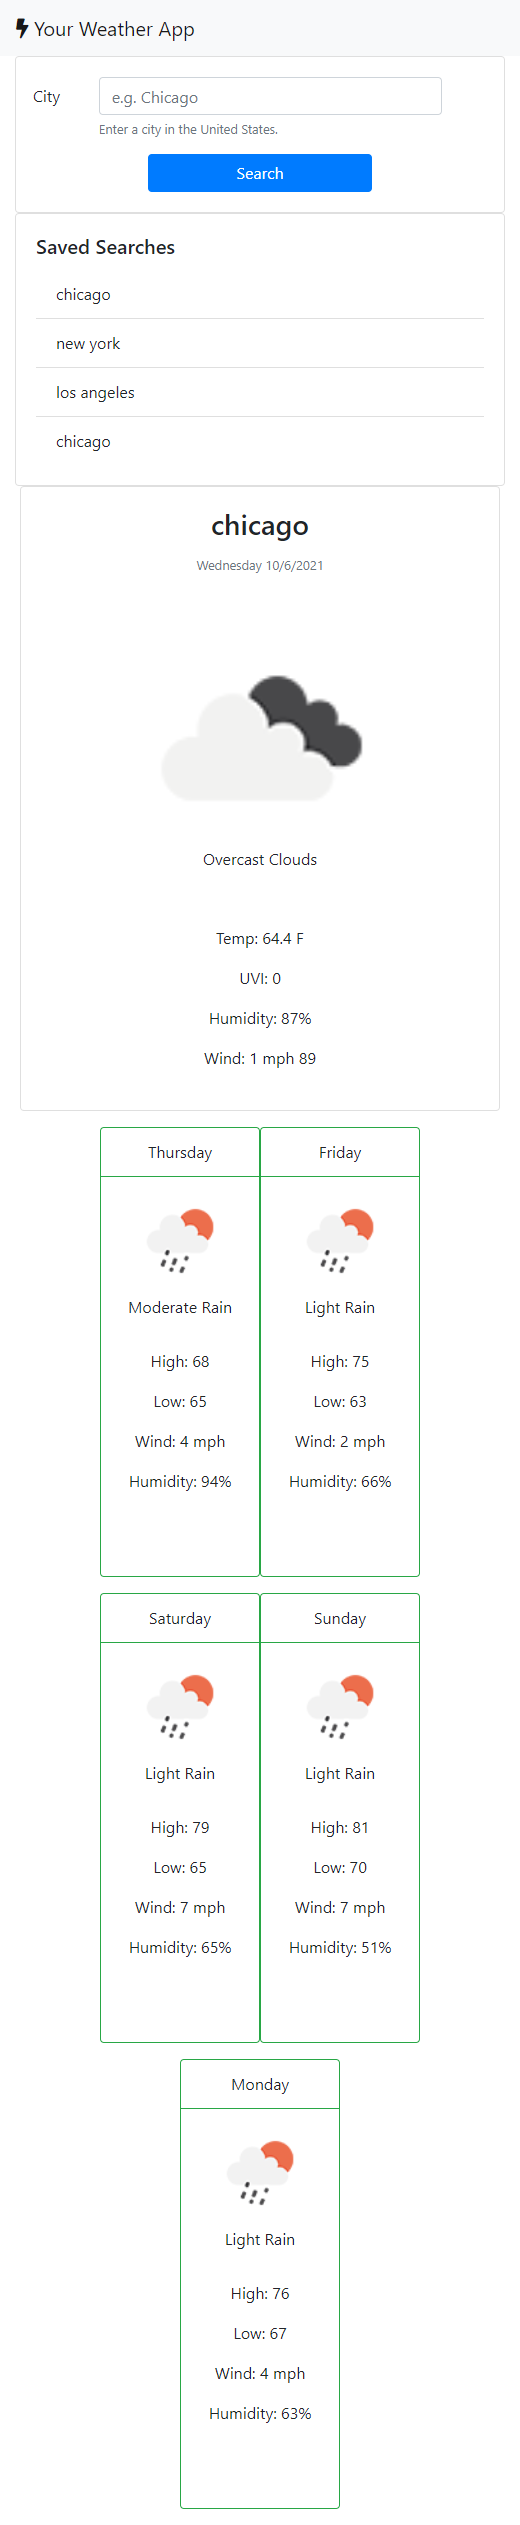 Your Weather App
City
e.g. Chicago
Enter a city in the United States.
Search
Saved Searches
chicago
new york
los angeles
chicago
chicago
Wednesday 10/6/2021
Overcast Clouds
Temp: 64.4 F
UVI: 0
Humidity: 87%
Wind: 1 mph 89
Thursday
Moderate Rain
High: 68
Low: 65
Wind: 4 mph
Humidity: 94%
Friday
Light Rain
High: 75
Low: 63
Wind: 2 mph
Humidity: 66%
Saturday
Light Rain
High: 79
Low: 65
Wind: 7 mph
Humidity: 65%
Sunday
Light Rain
High: 81
Low: 70
Wind: 7 mph
Humidity: 51%
Monday
Light Rain
High: 76
Low: 67
Wind: 4 mph
Humidity: 63%